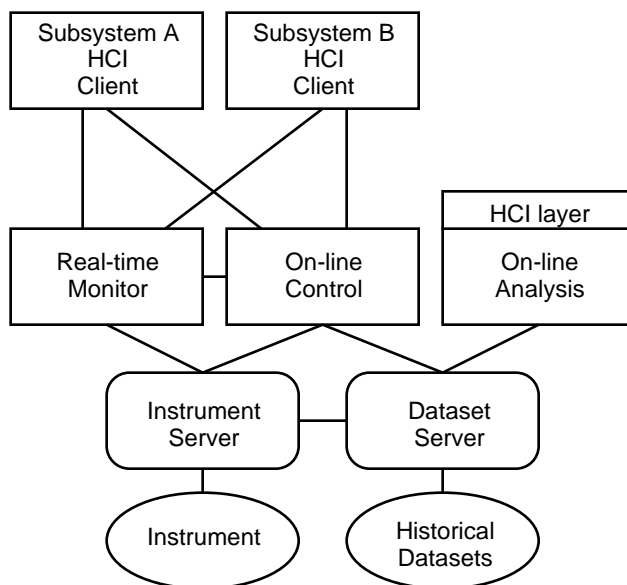 Subsystem A
HCI
Client
Subsystem B
HCI
Client
HCI layer
Real-time
Monitor
On-line
Control
On-line
Analysis
Instrument
Server
Dataset
Server
Instrument
Historical
Datasets